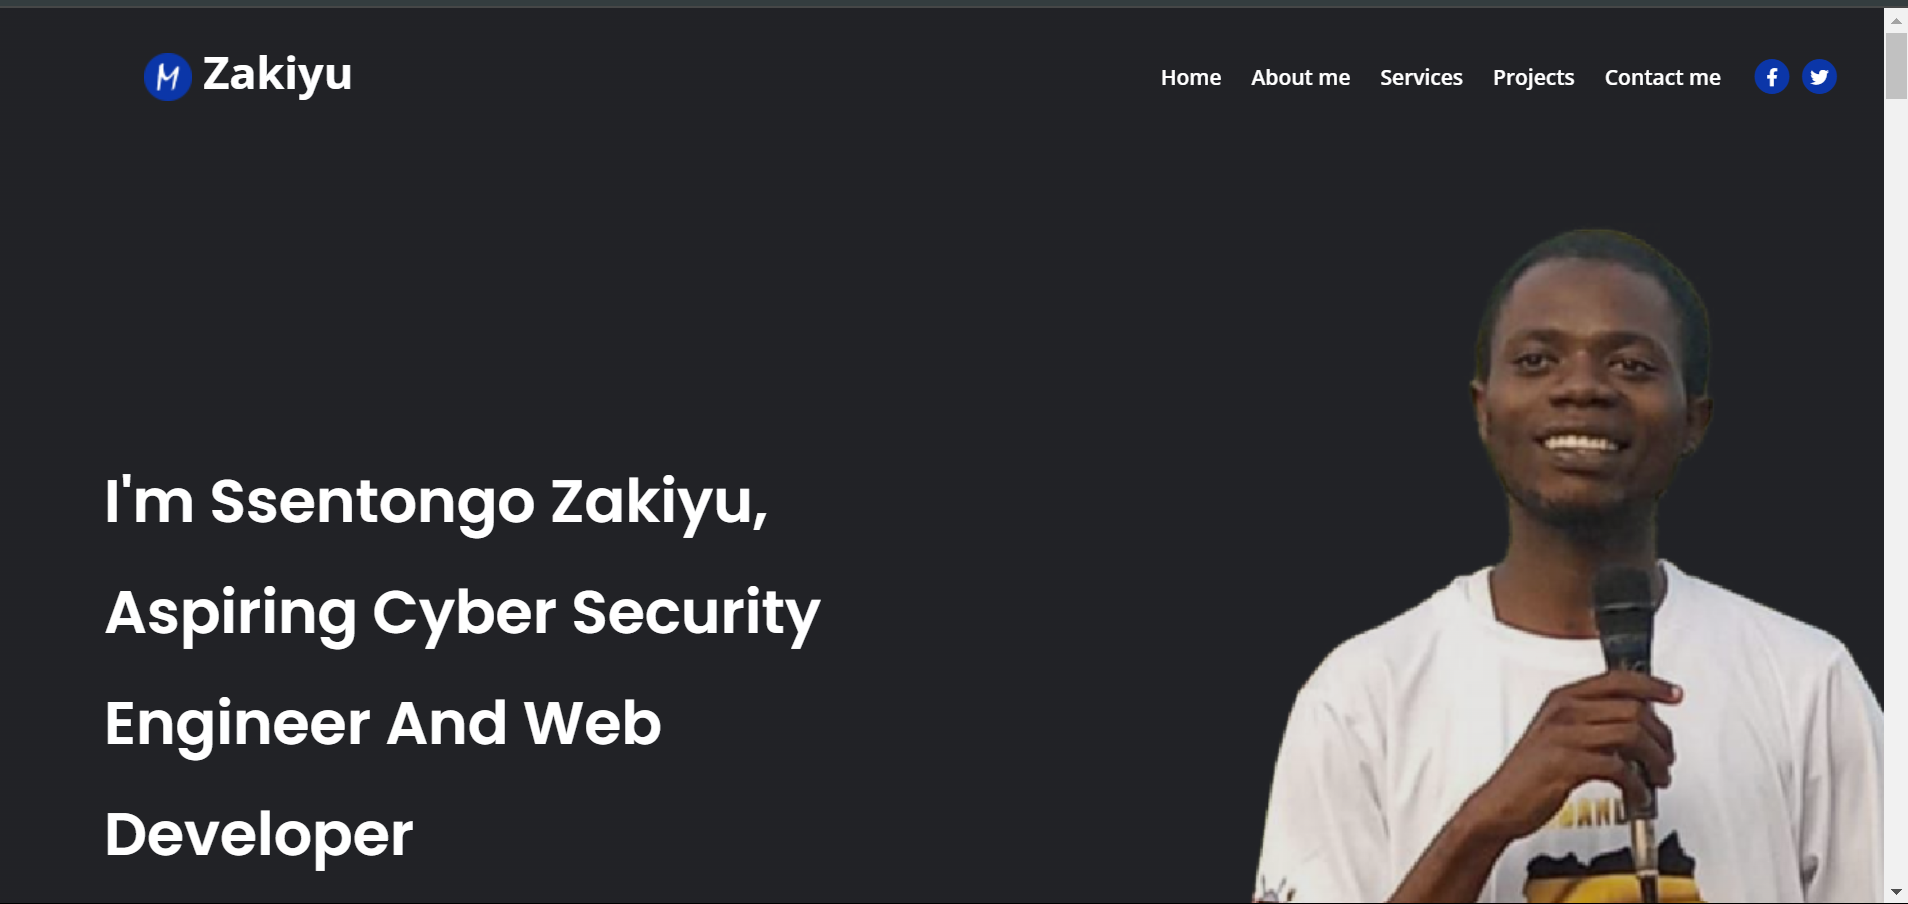 M Zakiyu
Home About me Services Projects Contact me
I'm Ssentongo Zakiyu,
Aspiring Cyber Security
Engineer And Web
Developer